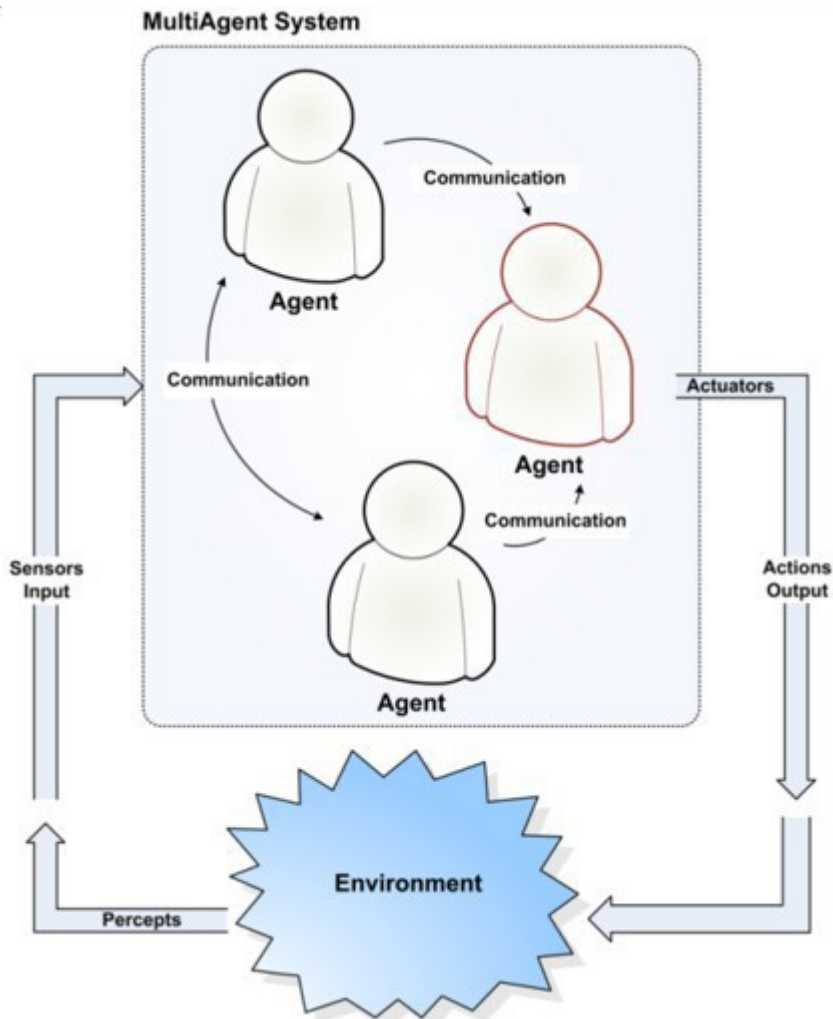 MultiAgent System
Communication
Agent
Communication
Actuators
Agent
Communication
Sensors
Input
Actions
Output
Agent
Environment
Percepts